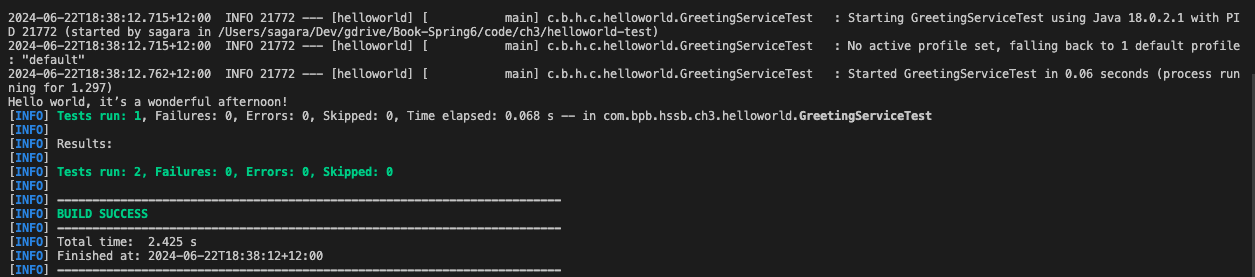 2024-06-22T18:38:12.715+12:00  INFO 21772 --- [helloworld] [           main] c.b.h.c.helloworld.GreetingServiceTest   : Starting GreetingServiceTest using Java 18.0.2.1 with PI
D 21772 (started by sagara in /Users/sagara/Dev/gdrive/Book-Spring6/code/ch3/helloworld-test)
2024-06-22T18:38:12.715+12:00  INFO 21772 --- [helloworld] [           main] c.b.h.c.helloworld.GreetingServiceTest   : No active profile set, falling back to 1 default profile
: "default"
2024-06-22T18:38:12.762+12:00  INFO 21772 --- [helloworld] [           main] c.b.h.c.helloworld.GreetingServiceTest   : Started GreetingServiceTest in 0.06 seconds (process run
ning for 1.297)
Hello world, it's a wonderful afternoon!
[INFO] Tests run: 1, Failures: 0, Errors: 0, Skipped: 0, Time elapsed: 0.068 s -- in com.bpb.hssb.ch3.helloworld.GreetingServiceTest
[INFO]
[INFO] Results:
[INFO]
[INFO] Tests run: 2, Failures: 0, Errors: 0, Skipped: 0
[INFO]
[INFO] ------------------------------------------------------------------------
[INFO] BUILD SUCCESS
[INFO] ------------------------------------------------------------------------
[INFO] Total time:  2.425 s
[INFO] Finished at: 2024-06-22T18:38:12+12:00
[INFO] ------------------------------------------------------------------------